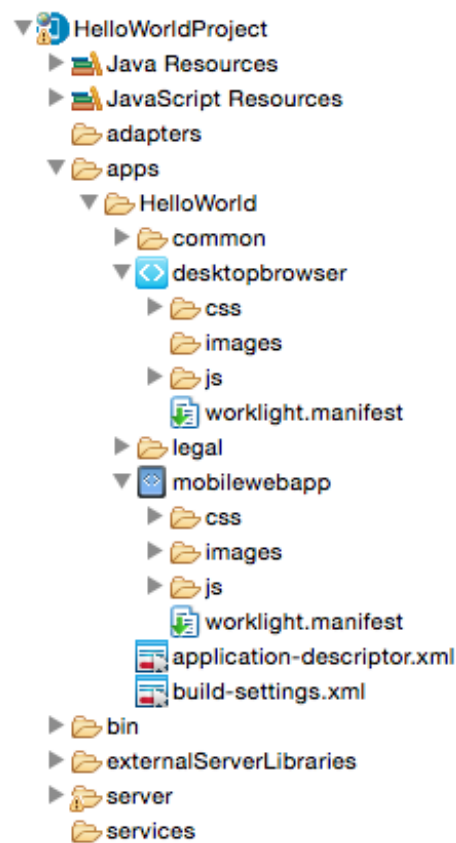 HelloWorldProject
Java Resources
JavaScript Resources
adapters
apps
HelloWorld
common
desktopbrowser
css
images
js
worklight.manifest
legal
mobilewebapp
css
images
js
worklight.manifest
application-descriptor.xml
build-settings.xml
bin
externalServerLibraries
server
services